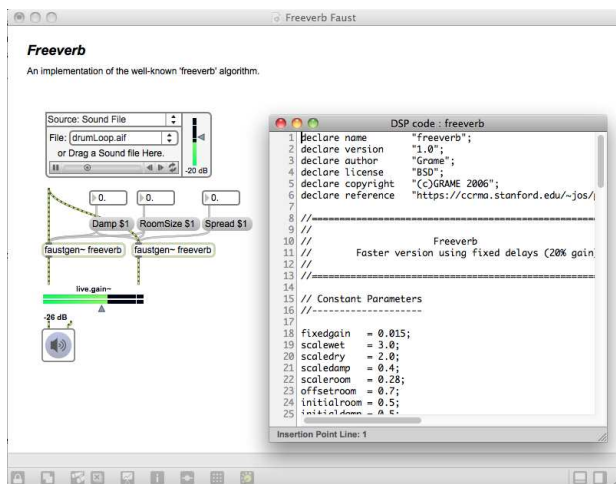 Freeverb Faust
Freeverb
An implementation of the well-known 'freeverb' algorithm.
Source: Sound File
File: drumLoop.aif
or Drag a Sound file Here.
-20 dB
0. 0. 0.
Damp $1 RoomSize $1 Spread $1
faustgen~ freeverb faustgen~ freeverb
live.gain~
-26 dB
DSP code : freeverb
1 declare name "freeverb";
2 declare version "1.0";
3 declare author "Grame";
4 declare license "BSD";
5 declare copyright "(c)GRAME 2006";
6 declare reference "https://ccrma.stanford.edu/~jos/
7
8 //====================================================
9 //
10 // Freeverb
11 // Faster version using fixed delays (20% gain
12 //
13 //====================================================
14
15 // Constant Parameters
16 //--------------------
17
18 fixedgain = 0.015;
19 scalewet = 3.0;
20 scaledry = 2.0;
21 scaledamp = 0.4;
22 scaleroom = 0.28;
23 offsetroom = 0.7;
24 initialroom = 0.5;
25 initialdamp = 0.5;
Insertion Point Line: 1